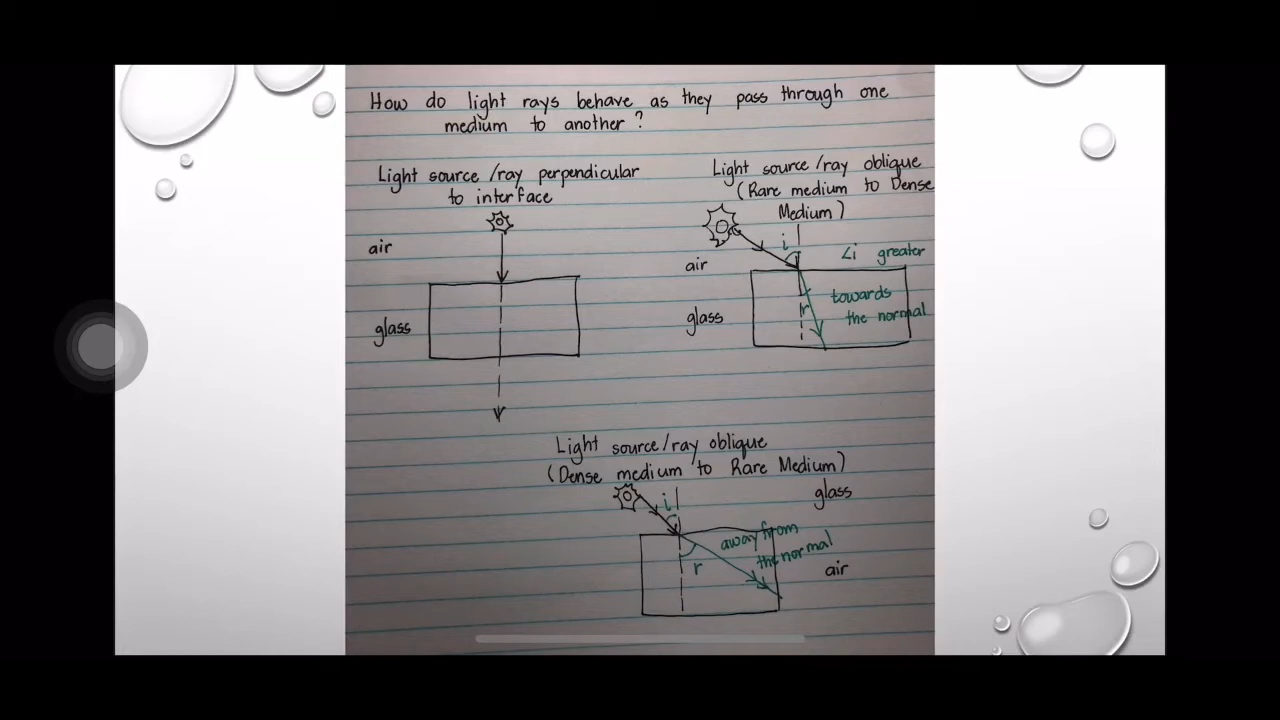 How do light rays behave as they pass through one
medium to another?
Light source/ray perpendicular
to interface
air
glass
Light source/ray oblique
(Rare medium to Dense
Medium)
i
∠i greater
air
glass
r
towards
the normal
Light source/ray oblique
(Dense medium to Rare Medium)
glass
i
away from
the normal
r
air